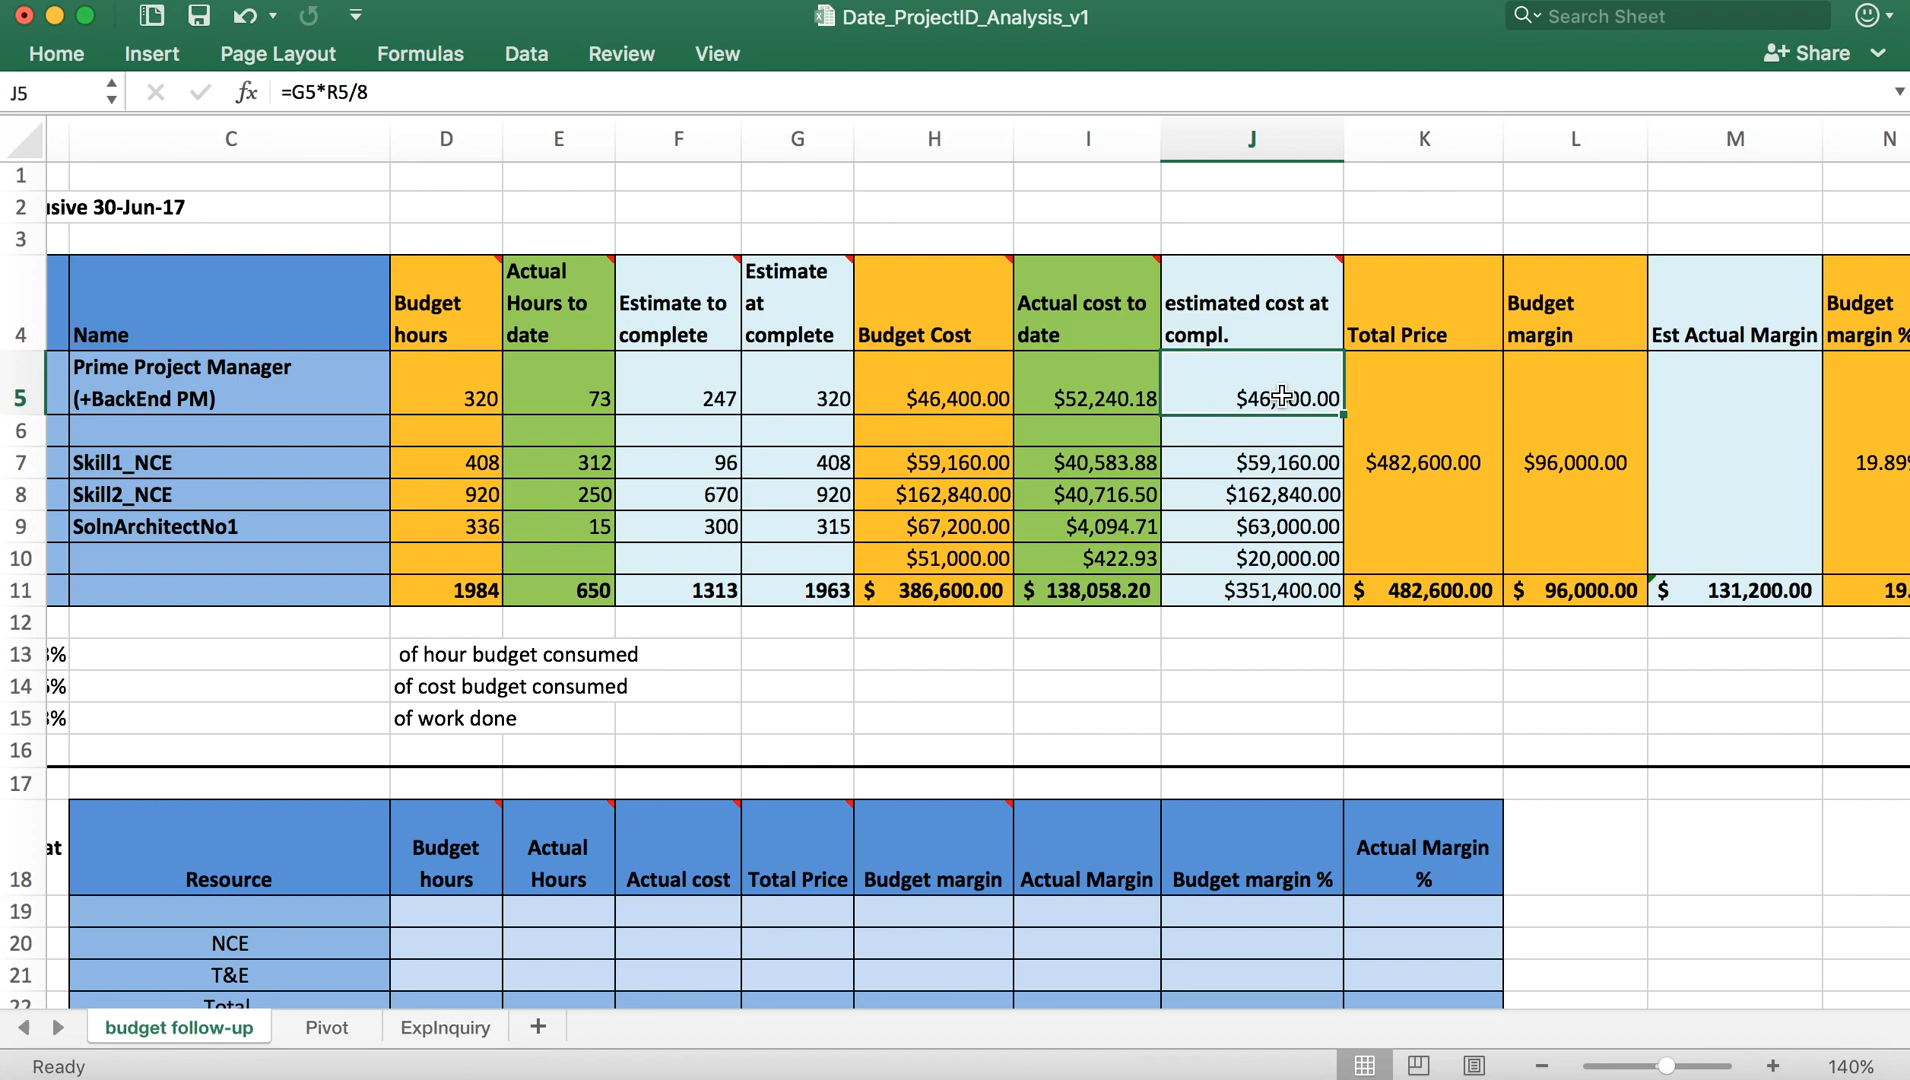 Date_ProjectID_Analysis_v1
Search Sheet
Home Insert Page Layout Formulas Data Review View Share
J5 fx =G5*R5/8
C D E F G H I J K L M N
1
2 usive 30-Jun-17
3
4 Name Budget hours Actual Hours to date Estimate to complete Estimate at complete Budget Cost Actual cost to date estimated cost at compl. Total Price Budget margin Est Actual Margin Budget margin %
5 Prime Project Manager (+BackEnd PM) 320 73 247 320 $46,400.00 $52,240.18
6
7 Skill1_NCE 408 312 96 408 $59,160.00 $40,583.88 $59,160.00 $482,600.00 $96,000.00 19.89%
8 Skill2_NCE 920 250 670 920 $162,840.00 $40,716.50 $162,840.00
9 SolnArchitectNo1 336 15 300 315 $67,200.00 $4,094.71 $63,000.00
10 $51,000.00 $422.93 $20,000.00
11 1984 650 1313 1963 $ 386,600.00 $ 138,058.20 $351,400.00 $ 482,600.00 $ 96,000.00 $ 131,200.00 19.
12
13 % of hour budget consumed
14 % of cost budget consumed
15 % of work done
16
17
18 at Resource Budget hours Actual Hours Actual cost Total Price Budget margin Actual Margin Budget margin % Actual Margin %
19
20 NCE
21 T&E
22 Total
budget follow-up Pivot ExpInquiry +
Ready 140%